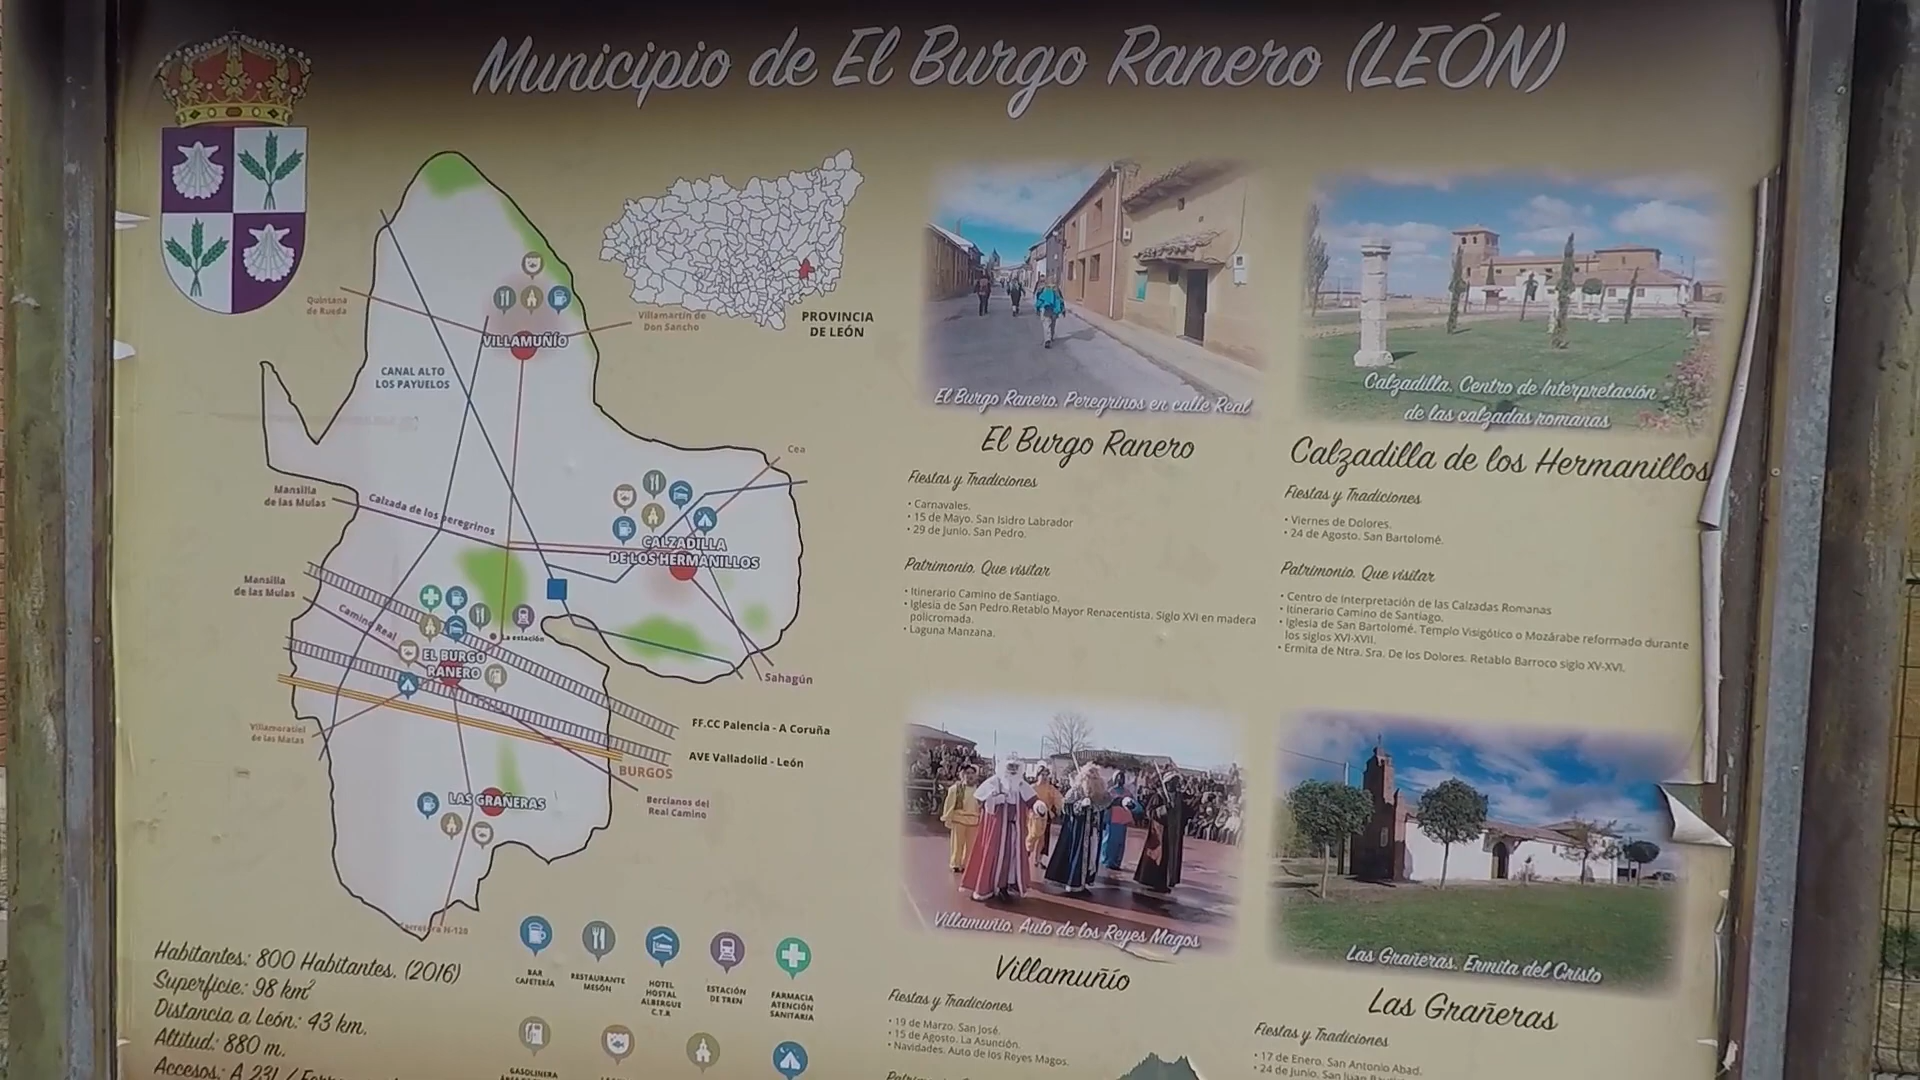 Municipio de El Burgo Ranero (LEÓN)
Quintana
de Rueda
VILLAMUÑÍO
Villamartín de
Don Sancho
PROVINCIA
DE LEÓN
CANAL ALTO
LOS PAYUELOS
Cea
Mansilla
de las Mulas
Calzada de los peregrinos
CALZADILLA
DE LOS HERMANILLOS
Mansilla
de las Mulas
Camino Real
La estación
EL BURGO
RANERO
Sahagún
Villamoratiel
de las Matas
FF.CC Palencia - A Coruña
AVE Valladolid - León
BURGOS
LAS GRAÑERAS
Bercianos del
Real Camino
Carretera N-120
Habitantes: 800 Habitantes. (2016)
Superficie: 98 km²
Distancia a León: 43 km.
Altitud: 880 m.
Accesos: A 231 /
BAR
CAFETERÍA
RESTAURANTE
MESÓN
HOTEL
HOSTAL
ALBERGUE
C.T.R
ESTACIÓN
DE TREN
FARMACIA
ATENCIÓN
SANITARIA
GASOLINERA
El Burgo Ranero. Peregrinos en calle Real
El Burgo Ranero
Fiestas y Tradiciones
• Carnavales.
• 15 de Mayo. San Isidro Labrador
• 29 de Junio. San Pedro.
Patrimonio. Que visitar
• Itinerario Camino de Santiago.
• Iglesia de San Pedro.Retablo Mayor Renacentista. Siglo XVI en madera
policromada.
• Laguna Manzana.
Calzadilla. Centro de Interpretación
de las calzadas romanas
Calzadilla de los Hermanillos
Fiestas y Tradiciones
• Viernes de Dolores.
• 24 de Agosto. San Bartolomé.
Patrimonio. Que visitar
• Centro de Interpretación de las Calzadas Romanas
• Itinerario Camino de Santiago.
• Iglesia de San Bartolomé. Templo Visigótico o Mozárabe reformado durante
los siglos XVI-XVII.
• Ermita de Ntra. Sra. De los Dolores. Retablo Barroco siglo XV-XVI.
Villamuñio. Auto de los Reyes Magos
Villamuñío
Fiestas y Tradiciones
• 19 de Marzo. San José.
• 15 de Agosto. La Asunción.
• Navidades. Auto de los Reyes Magos.
Las Grañeras. Ermita del Cristo
Las Grañeras
Fiestas y Tradiciones
• 17 de Enero. San Antonio Abad.
• 24 de Junio. San Juan